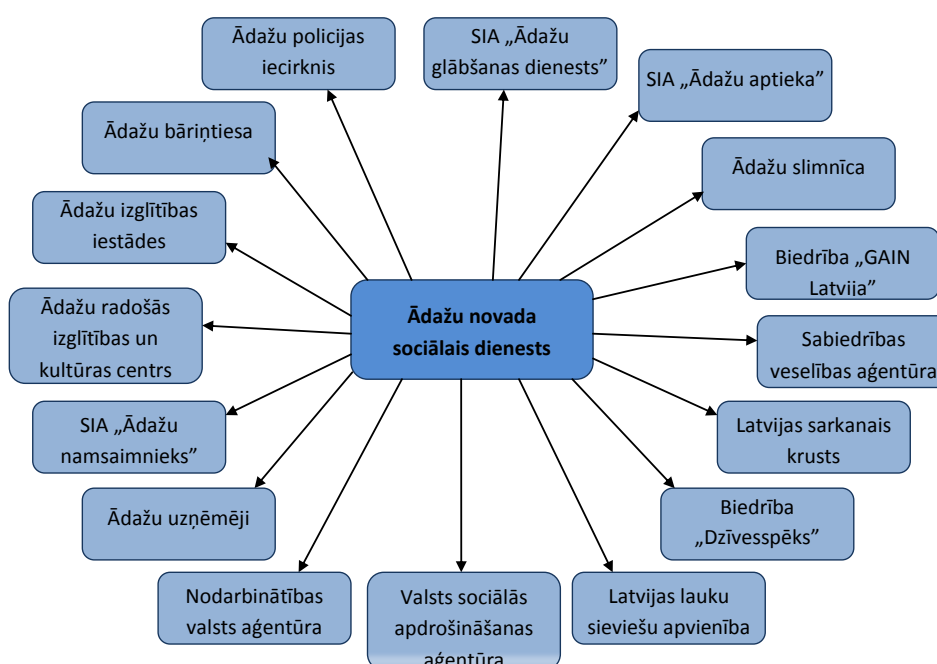 Ādažu policijas
iecirknis
SIA „Ādažu
glābšanas dienests”
SIA „Ādažu aptieka”
Ādažu bāriņtiesa
Ādažu slimnīca
Ādažu izglītības
iestādes
Biedrība „GAIN
Latvija”
Ādažu radošās
izglītības un
kultūras centrs
Ādažu novada
sociālais dienests
Sabiedrības
veselības aģentūra
SIA „Ādažu
namsaimnieks”
Latvijas sarkanais
krusts
Ādažu uzņēmēji
Biedrība
„Dzīvesspēks”
Nodarbinātības
valsts aģentūra
Valsts sociālās
apdrošināšanas
aģentūra
Latvijas lauku
sieviešu apvienība